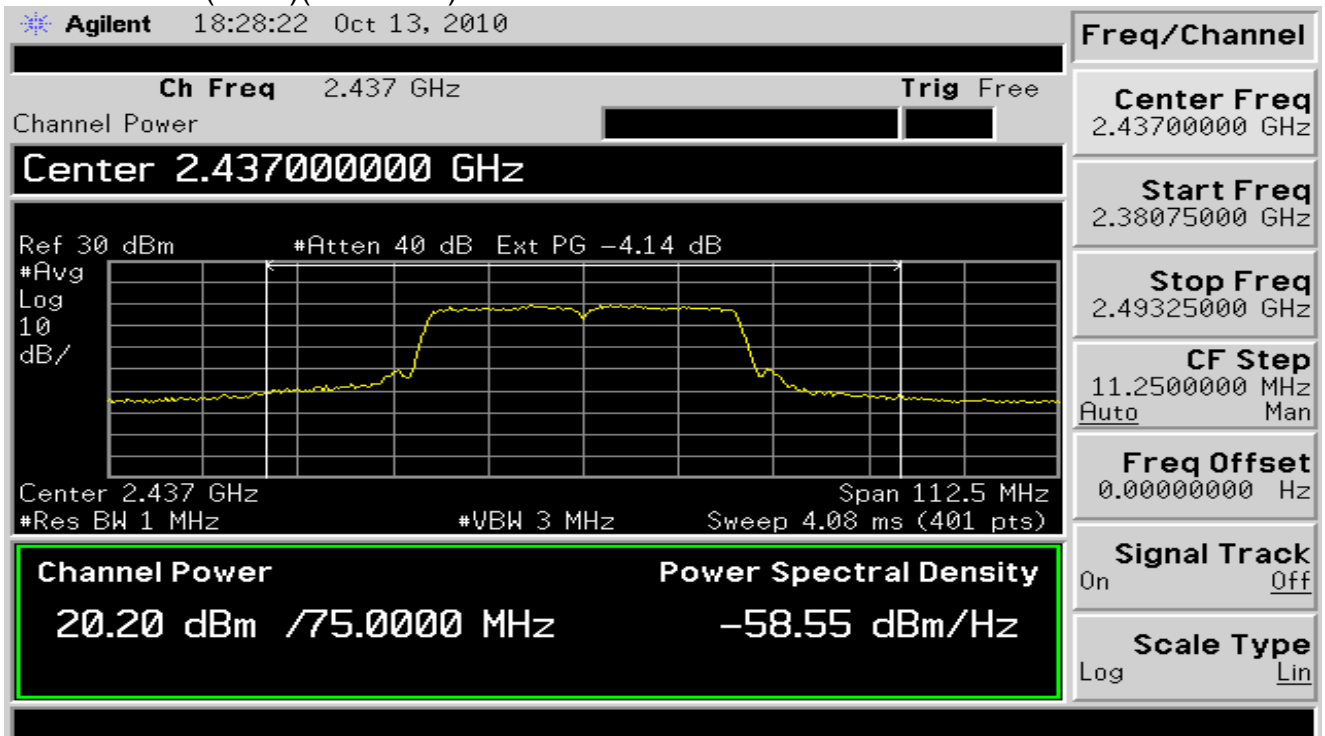 Agilent 18:28:22 Oct 13, 2010
Ch Freq 2.437 GHz Trig Free
Channel Power
Center 2.437000000 GHz
Ref 30 dBm #Atten 40 dB Ext PG −4.14 dB
#Avg
Log
10
dB/
Center 2.437 GHz Span 112.5 MHz
#Res BW 1 MHz #VBW 3 MHz Sweep 4.08 ms (401 pts)
Channel Power Power Spectral Density
20.20 dBm /75.0000 MHz −58.55 dBm/Hz
Freq/Channel
Center Freq
2.43700000 GHz
Start Freq
2.38075000 GHz
Stop Freq
2.49325000 GHz
CF Step
11.2500000 MHz
Auto Man
Freq Offset
0.00000000 Hz
Signal Track
On Off
Scale Type
Log Lin